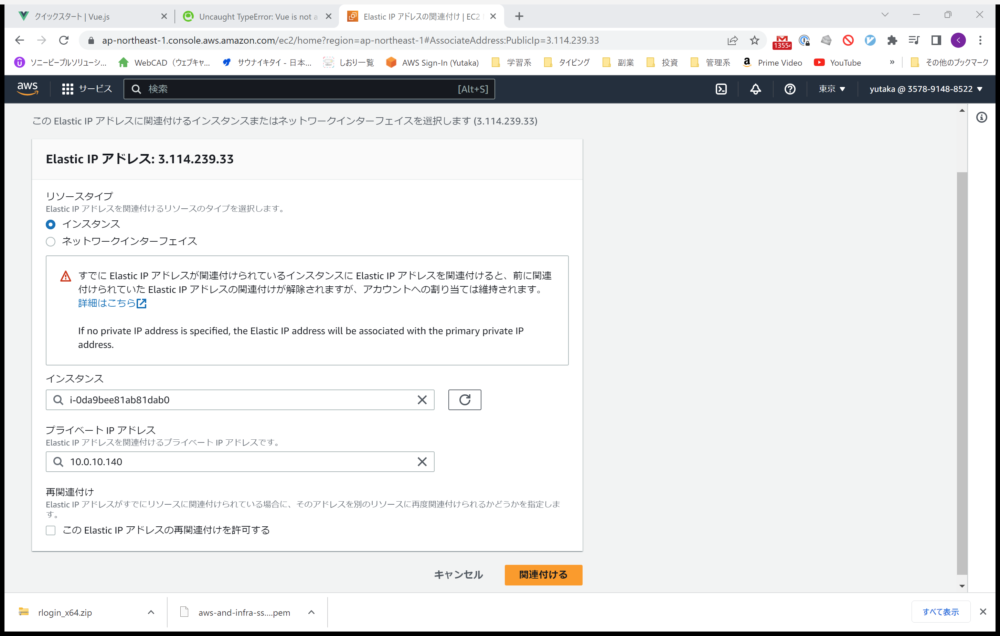 クイックスタート | Vue.js
Uncaught TypeError: Vue is not a
Elastic IP アドレスの関連付け | EC2
ap-northeast-1.console.aws.amazon.com/ec2/home?region=ap-northeast-1#AssociateAddress:PublicIp=3.114.239.33
ソニーピープルソリューシ...
WebCAD（ウェブキャ...
サウナイキタイ - 日本...
しおり一覧
AWS Sign-In (Yutaka)
学習系
タイピング
副業
投資
管理系
Prime Video
YouTube
»
その他のブックマーク
aws
サービス
検索
[Alt+S]
東京
yutaka @ 3578-9148-8522
この Elastic IP アドレスに関連付けるインスタンスまたはネットワークインターフェイスを選択します (3.114.239.33)
Elastic IP アドレス: 3.114.239.33
リソースタイプ
Elastic IP アドレスを関連付けるリソースのタイプを選択します。
インスタンス
ネットワークインターフェイス
すでに Elastic IP アドレスが関連付けられているインスタンスに Elastic IP アドレスを関連付けると、前に関連
付けられていた Elastic IP アドレスの関連付けが解除されますが、アカウントへの割り当ては維持されます。
詳細はこちら
If no private IP address is specified, the Elastic IP address will be associated with the primary private IP
address.
インスタンス
i-0da9bee81ab81dab0
プライベート IP アドレス
Elastic IP アドレスを関連付けるプライベート IP アドレスです。
10.0.10.140
再関連付け
Elastic IP アドレスがすでにリソースに関連付けられている場合に、そのアドレスを別のリソースに再度関連付けられるかどうかを指定しま
す。
この Elastic IP アドレスの再関連付けを許可する
キャンセル
関連付ける
rlogin_x64.zip
aws-and-infra-ss....pem
すべて表示